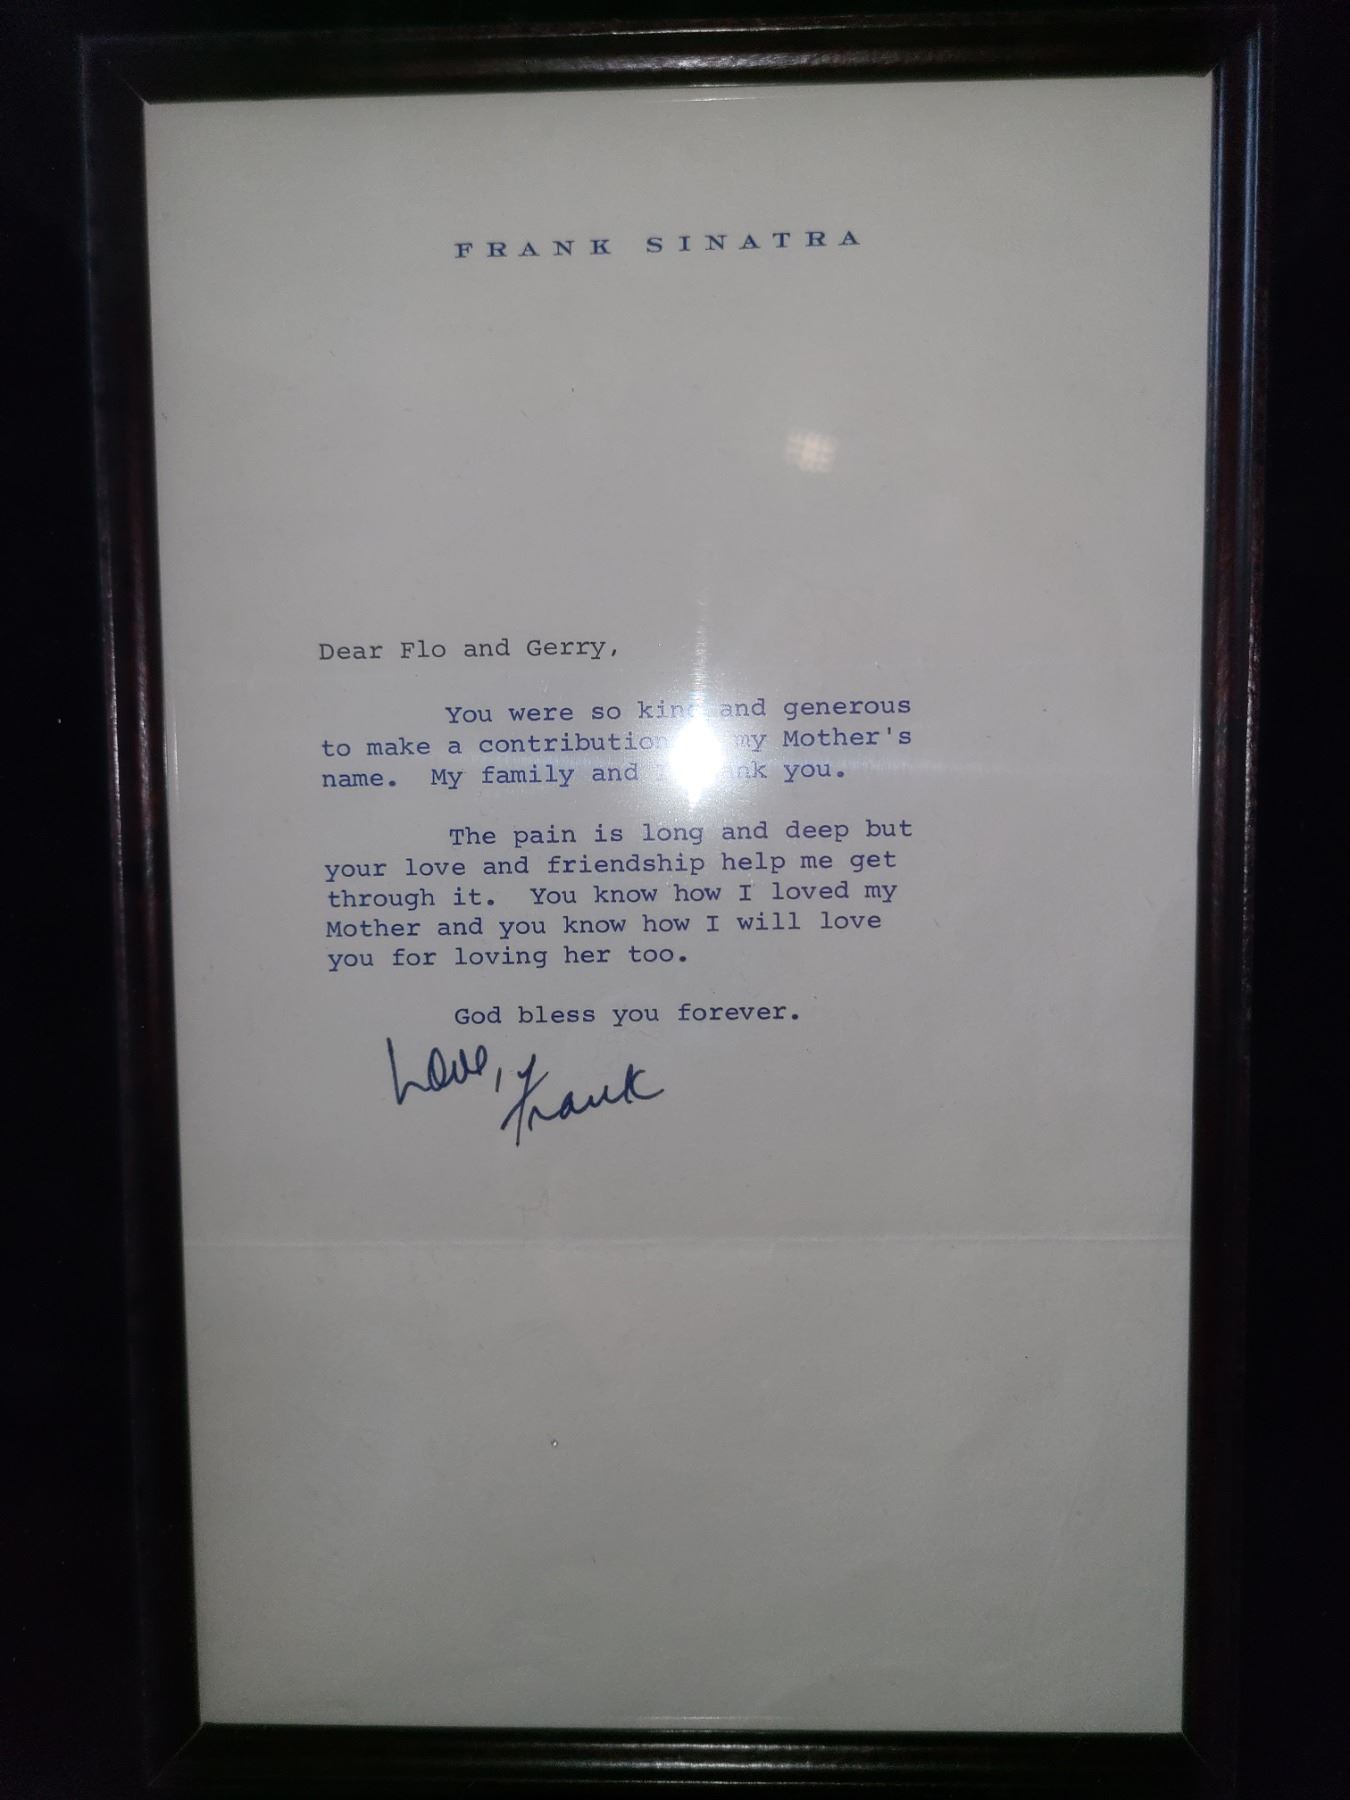 FRANK SINATRA
Dear Flo and Gerry,
You were so kind and generous
to make a contribution my Mother's
name. My family and you.
The pain is long and deep but
your love and friendship help me get
through it. You know how I loved my
Mother and you know how I will love
you for loving her too.
God bless you forever.
Love, Frank